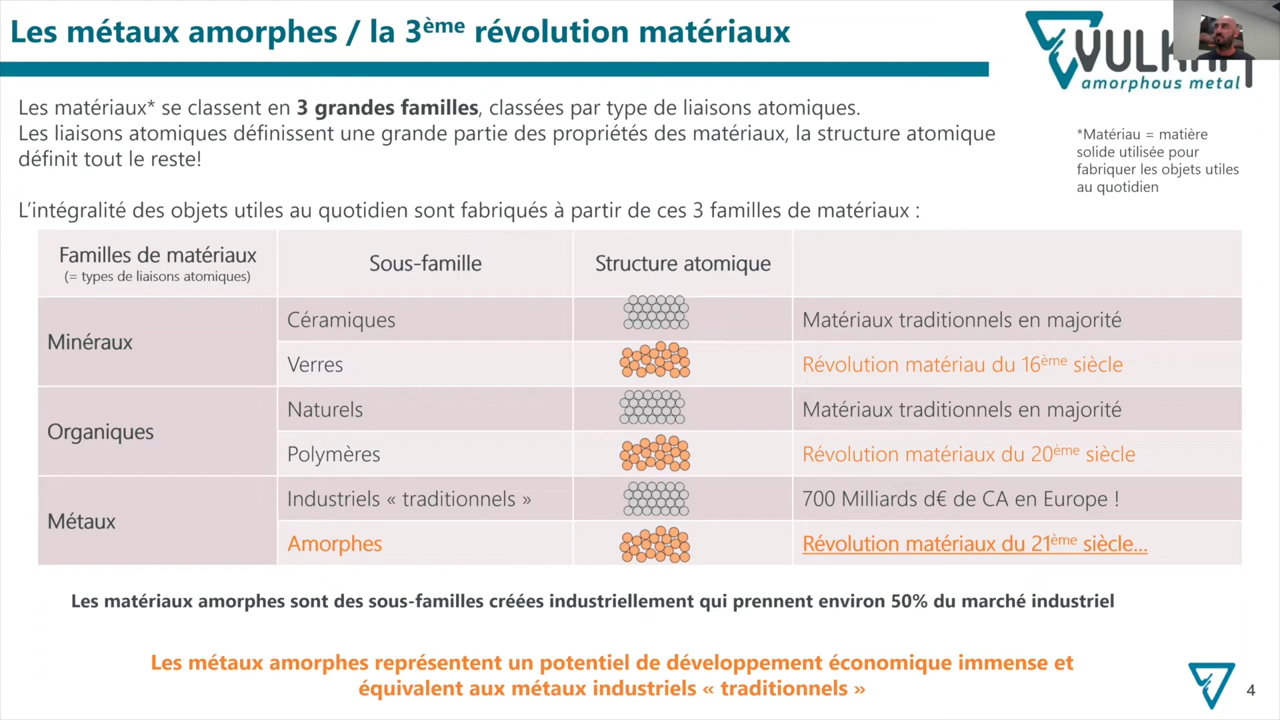 Les métaux amorphes / la 3ème révolution matériaux
amorphous metal
Les matériaux* se classent en 3 grandes familles, classées par type de liaisons atomiques.
Les liaisons atomiques définissent une grande partie des propriétés des matériaux, la structure atomique
définit tout le reste!
*Matériau = matière
solide utilisée pour
fabriquer les objets utiles
au quotidien
L'intégralité des objets utiles au quotidien sont fabriqués à partir de ces 3 familles de matériaux :
Familles de matériaux
(= types de liaisons atomiques)
Sous-famille
Structure atomique
Minéraux
Céramiques
Matériaux traditionnels en majorité
Verres
Révolution matériau du 16ème siècle
Organiques
Naturels
Matériaux traditionnels en majorité
Polymères
Révolution matériaux du 20ème siècle
Métaux
Industriels « traditionnels »
700 Milliards d€ de CA en Europe !
Amorphes
Révolution matériaux du 21ème siècle...
Les matériaux amorphes sont des sous-familles créées industriellement qui prennent environ 50% du marché industriel
Les métaux amorphes représentent un potentiel de développement économique immense et
équivalent aux métaux industriels « traditionnels »
4